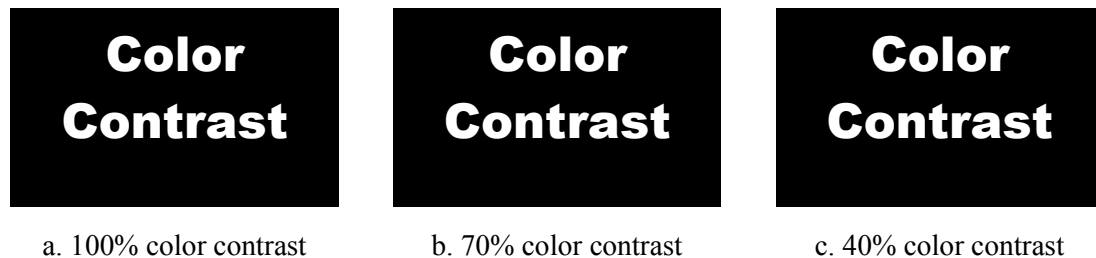 Color
Contrast
Color
Contrast
Color
Contrast
a. 100% color contrast
b. 70% color contrast
c. 40% color contrast